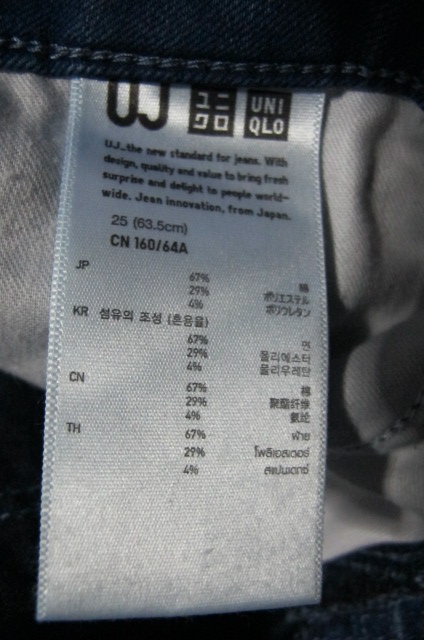 UJ
ユニ
クロ
UNI
QLO
UJ_the new standard for jeans. With
design, quality and value to bring fresh
surprise and delight to people world-
wide. Jean innovation, from Japan.
25 (63.5cm)
CN 160/64A
JP
67% 綿
29% ポリエステル
4% ポリウレタン
KR 섬유의 조성 (혼용율)
67% 면
29% 폴리에스터
4% 폴리우레탄
CN
67% 棉
29% 聚酯纤维
4% 氨纶
TH
67% ฝ้าย
29% โพลีเอสเตอร์
4% สแปนเดกซ์